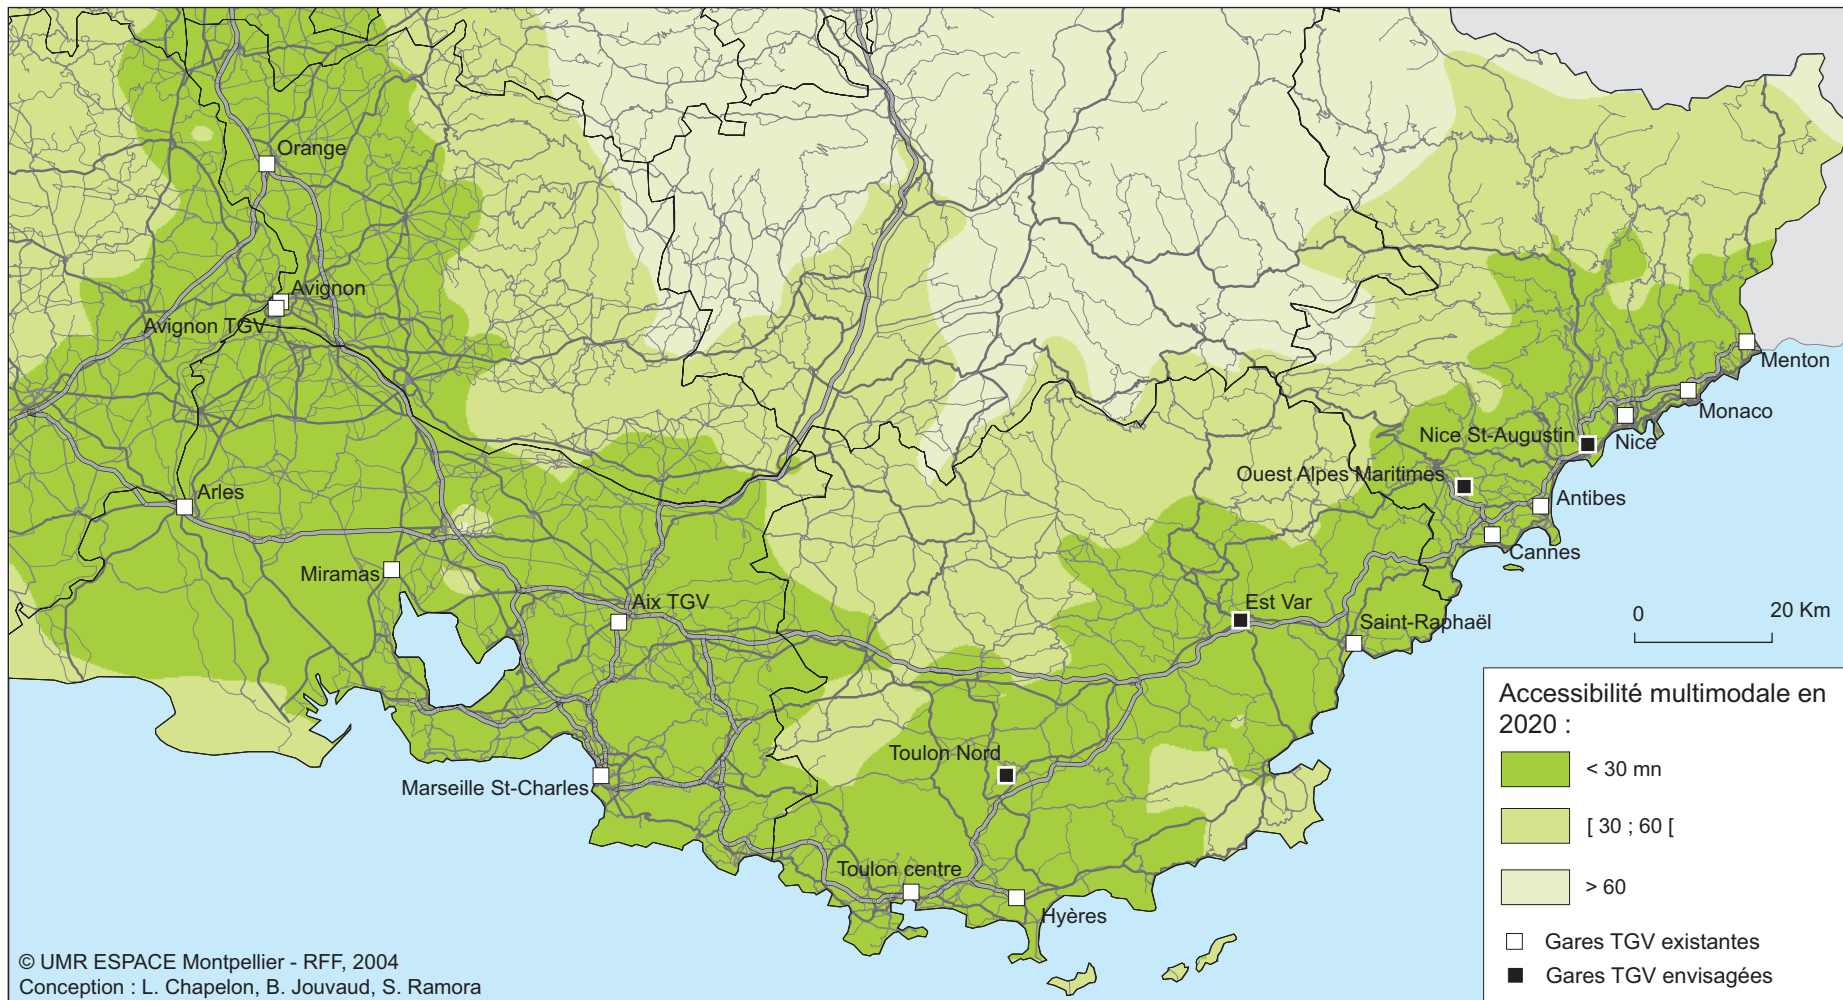 Orange
Avignon
Avignon TGV
Menton
Monaco
Nice St-Augustin
Nice
Ouest Alpes Maritimes
Arles
Antibes
Cannes
Miramas
Aix TGV
Est Var
Saint-Raphaël
0 20 Km
Toulon Nord
Marseille St-Charles
Toulon centre
Hyères
Accessibilité multimodale en
2020 :
< 30 mn
[ 30 ; 60 [
> 60
Gares TGV existantes
Gares TGV envisagées
© UMR ESPACE Montpellier - RFF, 2004
Conception : L. Chapelon, B. Jouvaud, S. Ramora